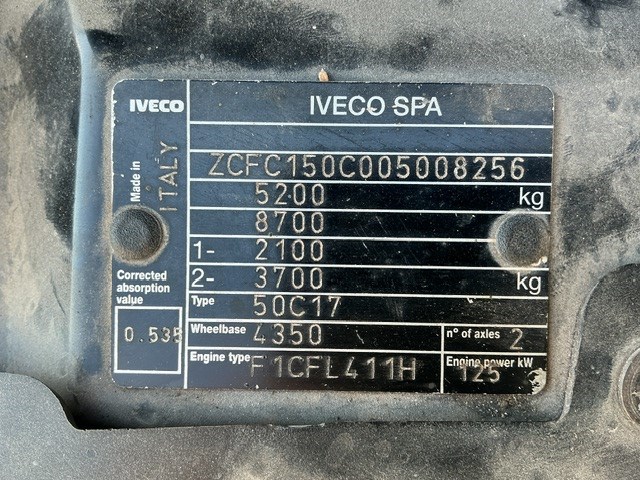 IVECO IVECO SPA
Made in ITALY
ZCFC150C005008256
5200 kg
8700
1- 2100
2- 3700 kg
Corrected absorption value
0.535
Type 50C17
Wheelbase 4350 n° of axles 2
Engine type F1CFL411H Engine power kW 125